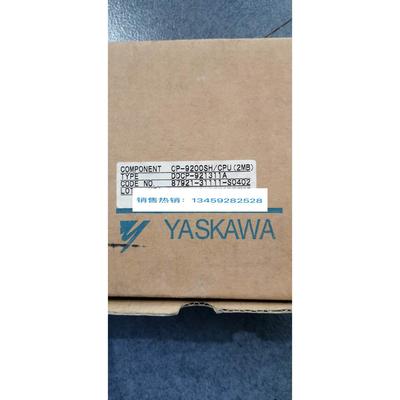 COMPONENT CP-9200SH/CPU(2MB)
TYPE DDCP-921311A
CODE NO. 87921-31111-S0402
LOT
销售热销：13459282528
YASKAWA